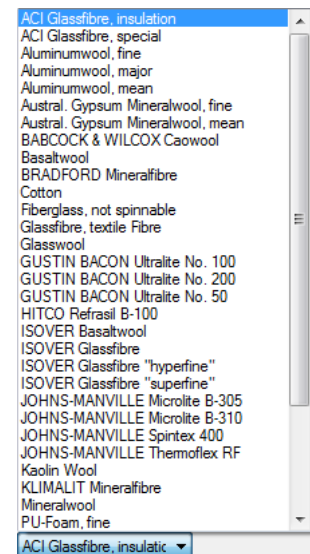 ACI Glassfibre, insulation
ACI Glassfibre, special
Aluminumwool, fine
Aluminumwool, major
Aluminumwool, mean
Austral. Gypsum Mineralwool, fine
Austral. Gypsum Mineralwool, mean
BABCOCK & WILCOX Caowool
Basaltwool
BRADFORD Mineralfibre
Cotton
Fiberglass, not spinnable
Glassfibre, textile Fibre
Glasswool
GUSTIN BACON Ultralite No. 100
GUSTIN BACON Ultralite No. 200
GUSTIN BACON Ultralite No. 50
HITCO Refrasil B-100
ISOVER Basaltwool
ISOVER Glassfibre
ISOVER Glassfibre "hyperfine"
ISOVER Glassfibre "superfine"
JOHNS-MANVILLE Microlite B-305
JOHNS-MANVILLE Microlite B-310
JOHNS-MANVILLE Spintex 400
JOHNS-MANVILLE Thermoflex RF
Kaolin Wool
KLIMALIT Mineralfibre
Mineralwool
PU-Foam, fine
ACI Glassfibre, insulatic